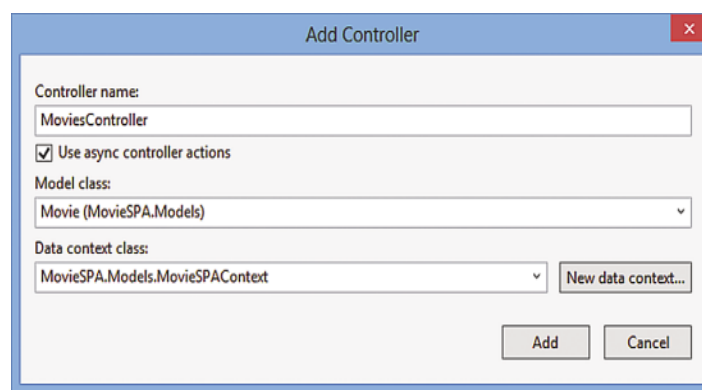 Add Controller
Controller name:
MoviesController
Use async controller actions
Model class:
Movie (MovieSPA.Models)
Data context class:
MovieSPA.Models.MovieSPAContext
New data context...
Add Cancel